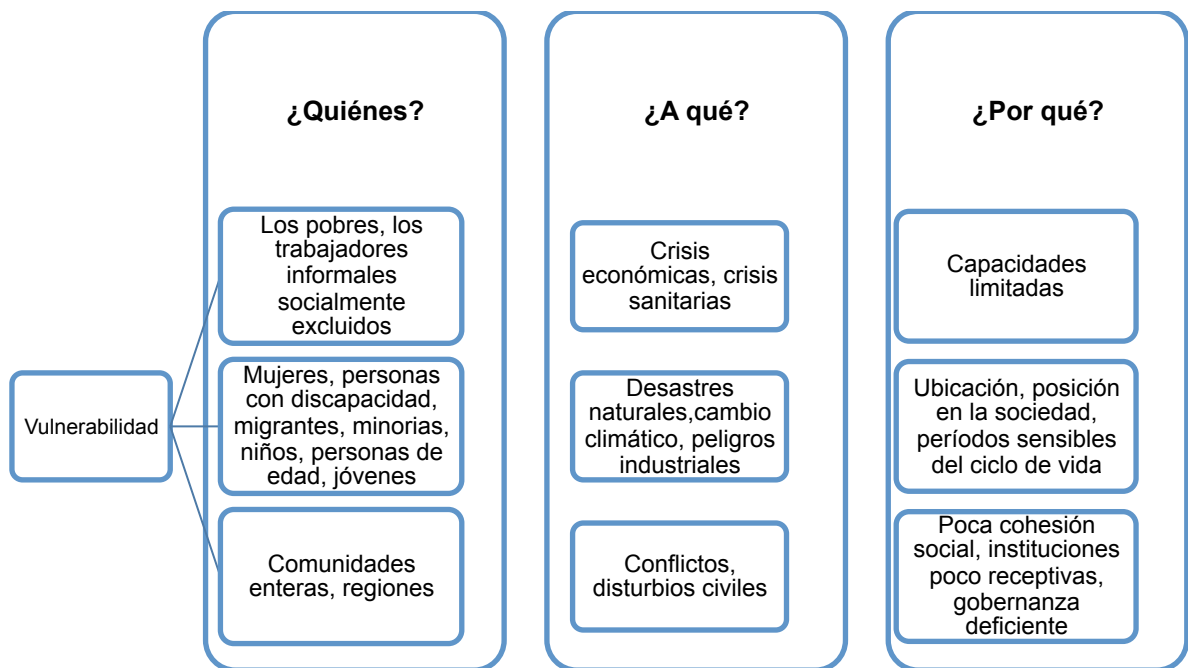 ¿Quiénes?
Los pobres, los
trabajadores
informales
socialmente
excluidos
Mujeres, personas
con discapacidad,
migrantes, minorias,
niños, personas de
edad, jóvenes
Comunidades
enteras, regiones
Vulnerabilidad
¿A qué?
Crisis
económicas, crisis
sanitarias
Desastres
naturales,cambio
climático, peligros
industriales
Conflictos,
disturbios civiles
¿Por qué?
Capacidades
limitadas
Ubicación, posición
en la sociedad,
períodos sensibles
del ciclo de vida
Poca cohesión
social, instituciones
poco receptivas,
gobernanza
deficiente